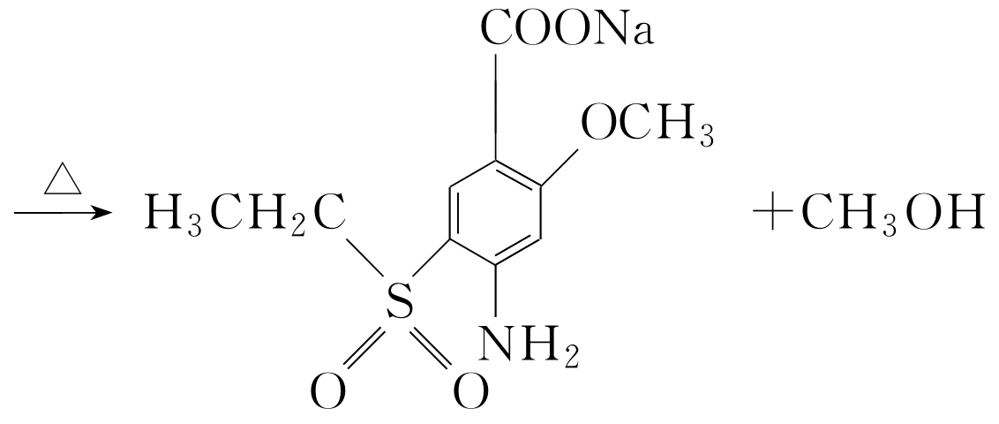 COONa
OCH₃
△
H₃CH₂C
+CH₃OH
S
NH₂
O
O